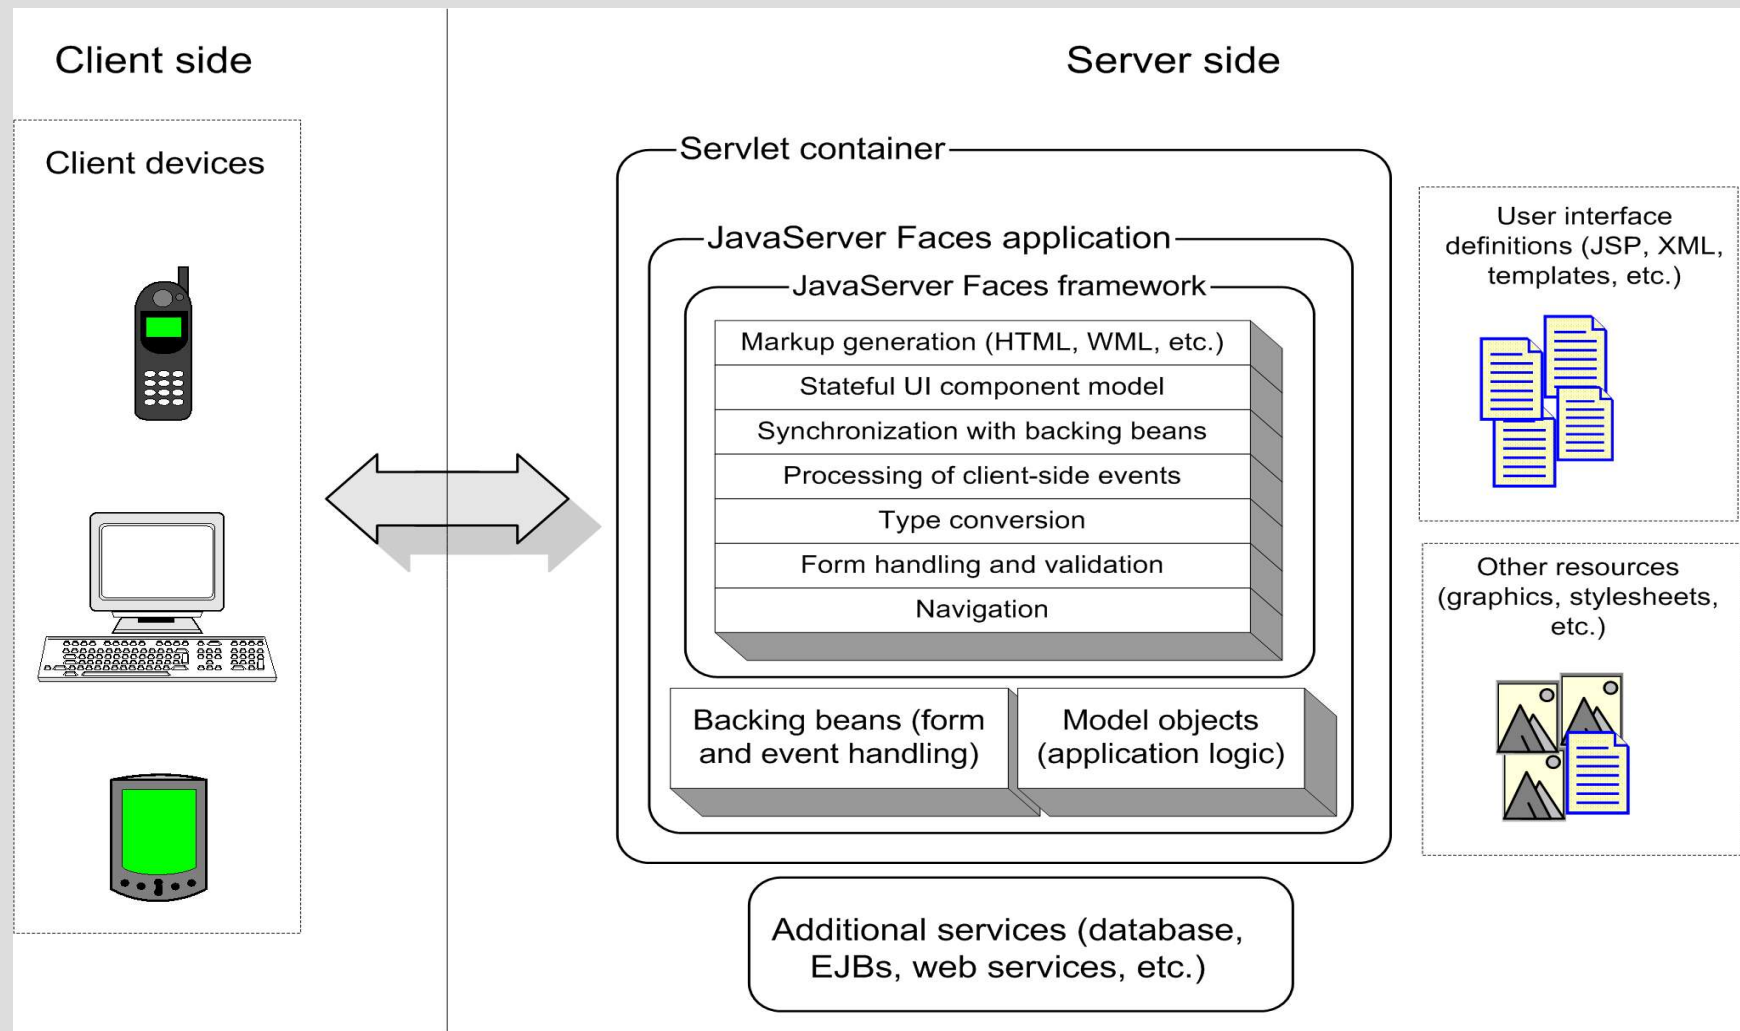 Client side
Client devices
Server side
Servlet container
JavaServer Faces application
JavaServer Faces framework
Markup generation (HTML, WML, etc.)
Stateful UI component model
Synchronization with backing beans
Processing of client-side events
Type conversion
Form handling and validation
Navigation
Backing beans (form
and event handling)
Model objects
(application logic)
Additional services (database,
EJBs, web services, etc.)
User interface
definitions (JSP, XML,
templates, etc.)
Other resources
(graphics, stylesheets,
etc.)